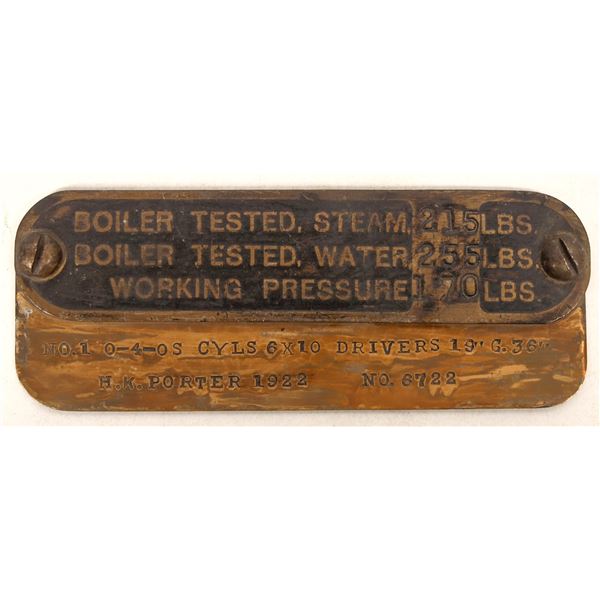 BOILER TESTED, STEAM, 215 LBS.
BOILER TESTED, WATER 255 LBS.
WORKING PRESSURE 170 LBS.
NO.1 0-4-0S CYLS 6X10 DRIVERS 19" G. 36"
H.K. PORTER 1922 NO. 6722